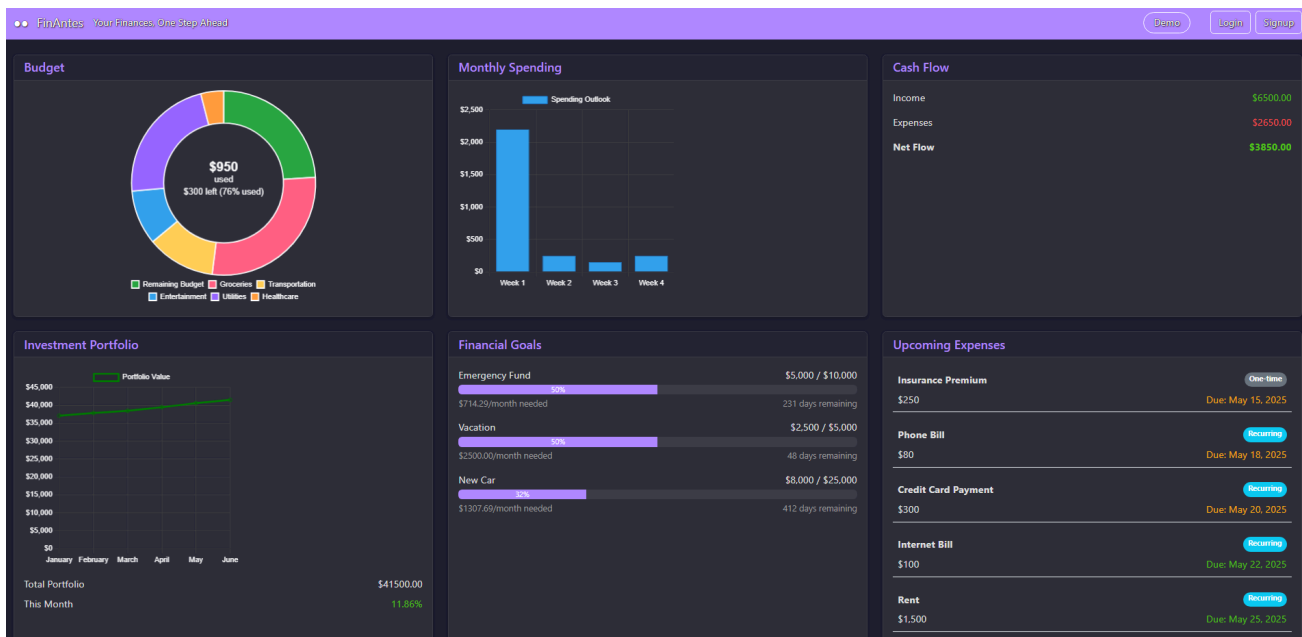 FinAntes Your Finances, One Step Ahead Demo Login Signup
Budget
$950
used
$300 left (76% used)
Remaining Budget Groceries Transportation
Entertainment Utilities Healthcare
Monthly Spending
Spending Outlook
$2,500
$2,000
$1,500
$1,000
$500
$0
Week 1 Week 2 Week 3 Week 4
Cash Flow
Income $6500.00
Expenses $2650.00
Net Flow $3850.00
Investment Portfolio
Portfolio Value
$45,000
$40,000
$35,000
$30,000
$25,000
$20,000
$15,000
$10,000
$5,000
$0
January February March April May June
Total Portfolio $41500.00
This Month 11.86%
Financial Goals
Emergency Fund $5,000 / $10,000
50%
$714.29/month needed 231 days remaining
Vacation $2,500 / $5,000
50%
$2500.00/month needed 48 days remaining
New Car $8,000 / $25,000
32%
$1307.69/month needed 412 days remaining
Upcoming Expenses
Insurance Premium One-time
$250 Due: May 15, 2025
Phone Bill Recurring
$80 Due: May 18, 2025
Credit Card Payment Recurring
$300 Due: May 20, 2025
Internet Bill Recurring
$100 Due: May 22, 2025
Rent Recurring
$1,500 Due: May 25, 2025